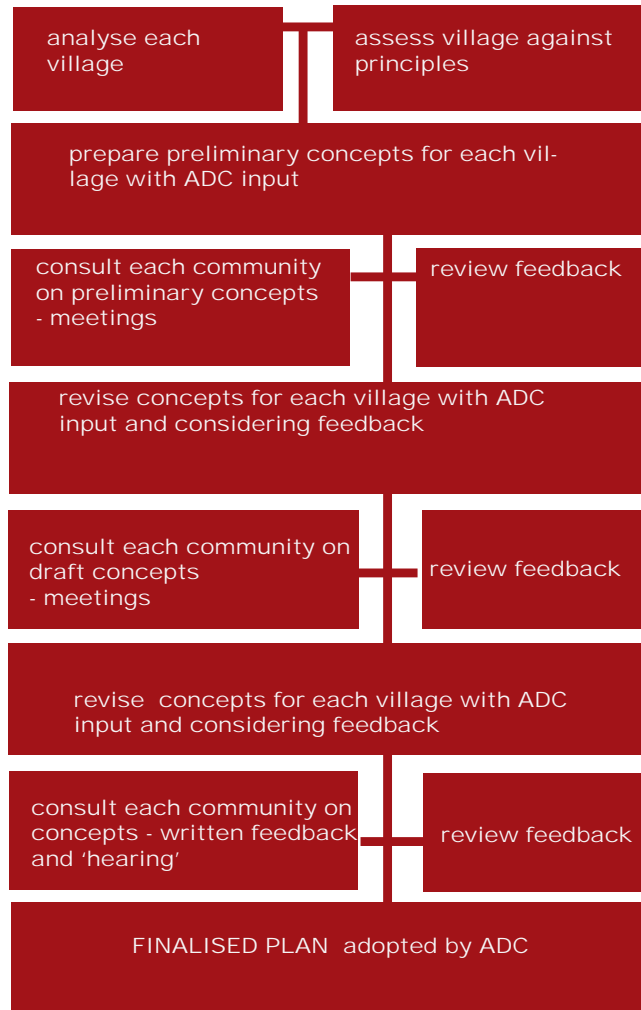 analyse each
village
assess village against
principles
prepare preliminary concepts for each vil-
lage with ADC input
consult each community
on preliminary concepts
- meetings
review feedback
revise concepts for each village with ADC
input and considering feedback
consult each community on
draft concepts
- meetings
review feedback
revise  concepts for each village with ADC
input and considering feedback
consult each community on
concepts - written feedback
and ‘hearing’
review feedback
FINALISED PLAN  adopted by ADC